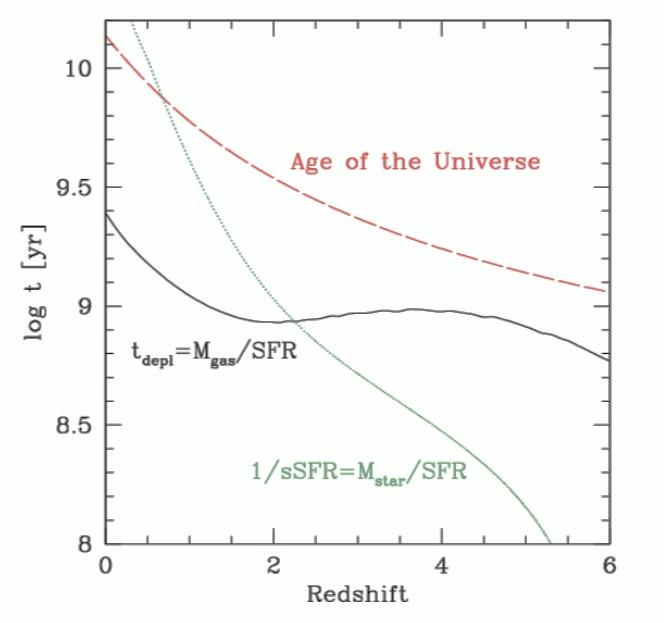 10
Age of the Universe
9.5
log t [yr]
9
t_depl=M_gas/SFR
8.5
1/sSFR=M_star/SFR
8
0 2 4 6
Redshift